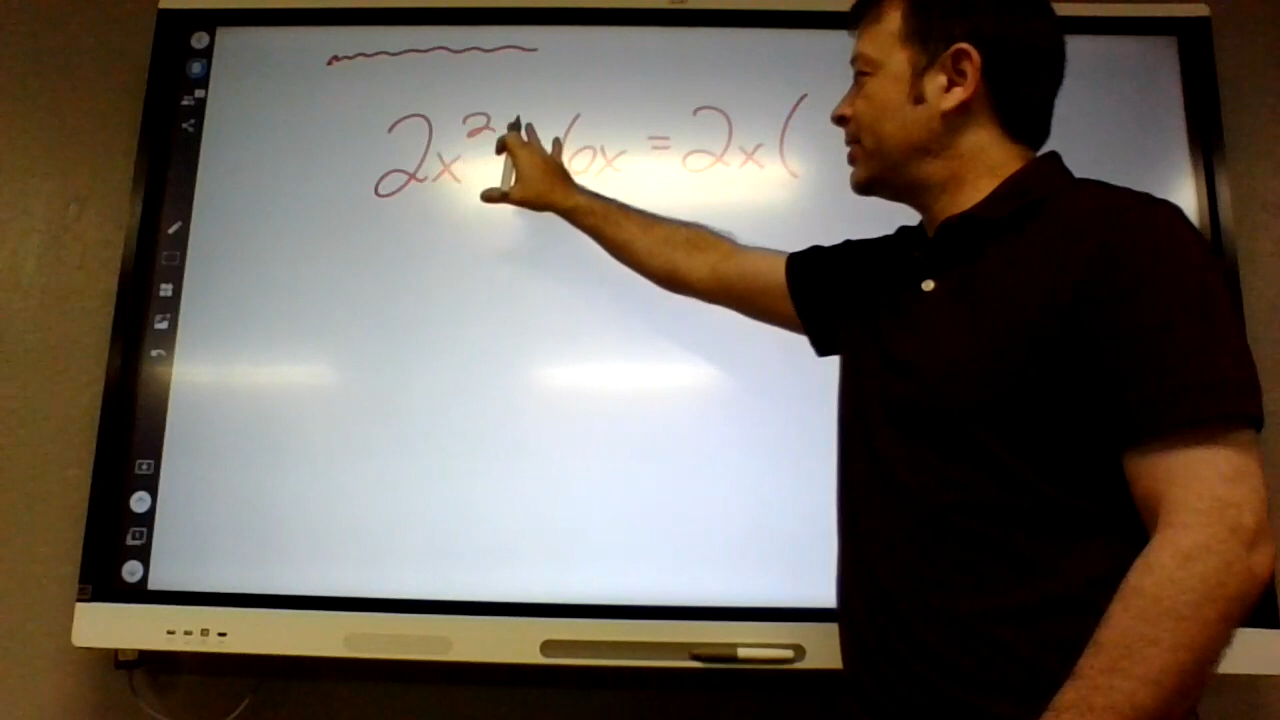 2x² 6x = 2x(